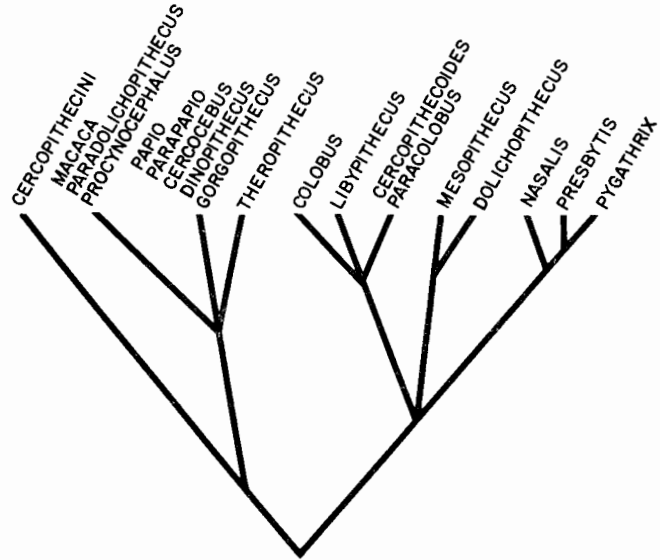 CERCOPITHECINI
MACACA
PARADOLICHOPITHECUS
PROCYNOCEPHALUS
PAPIO
PARAPAPIO
CERCOCEBUS
DINOPITHECUS
GORGOPITHECUS
THEROPITHECUS
COLOBUS
LIBYPITHECUS
CERCOPITHECOIDES
PARACOLOBUS
MESOPITHECUS
DOLICHOPITHECUS
NASALIS
PRESBYTIS
PYGATHRIX